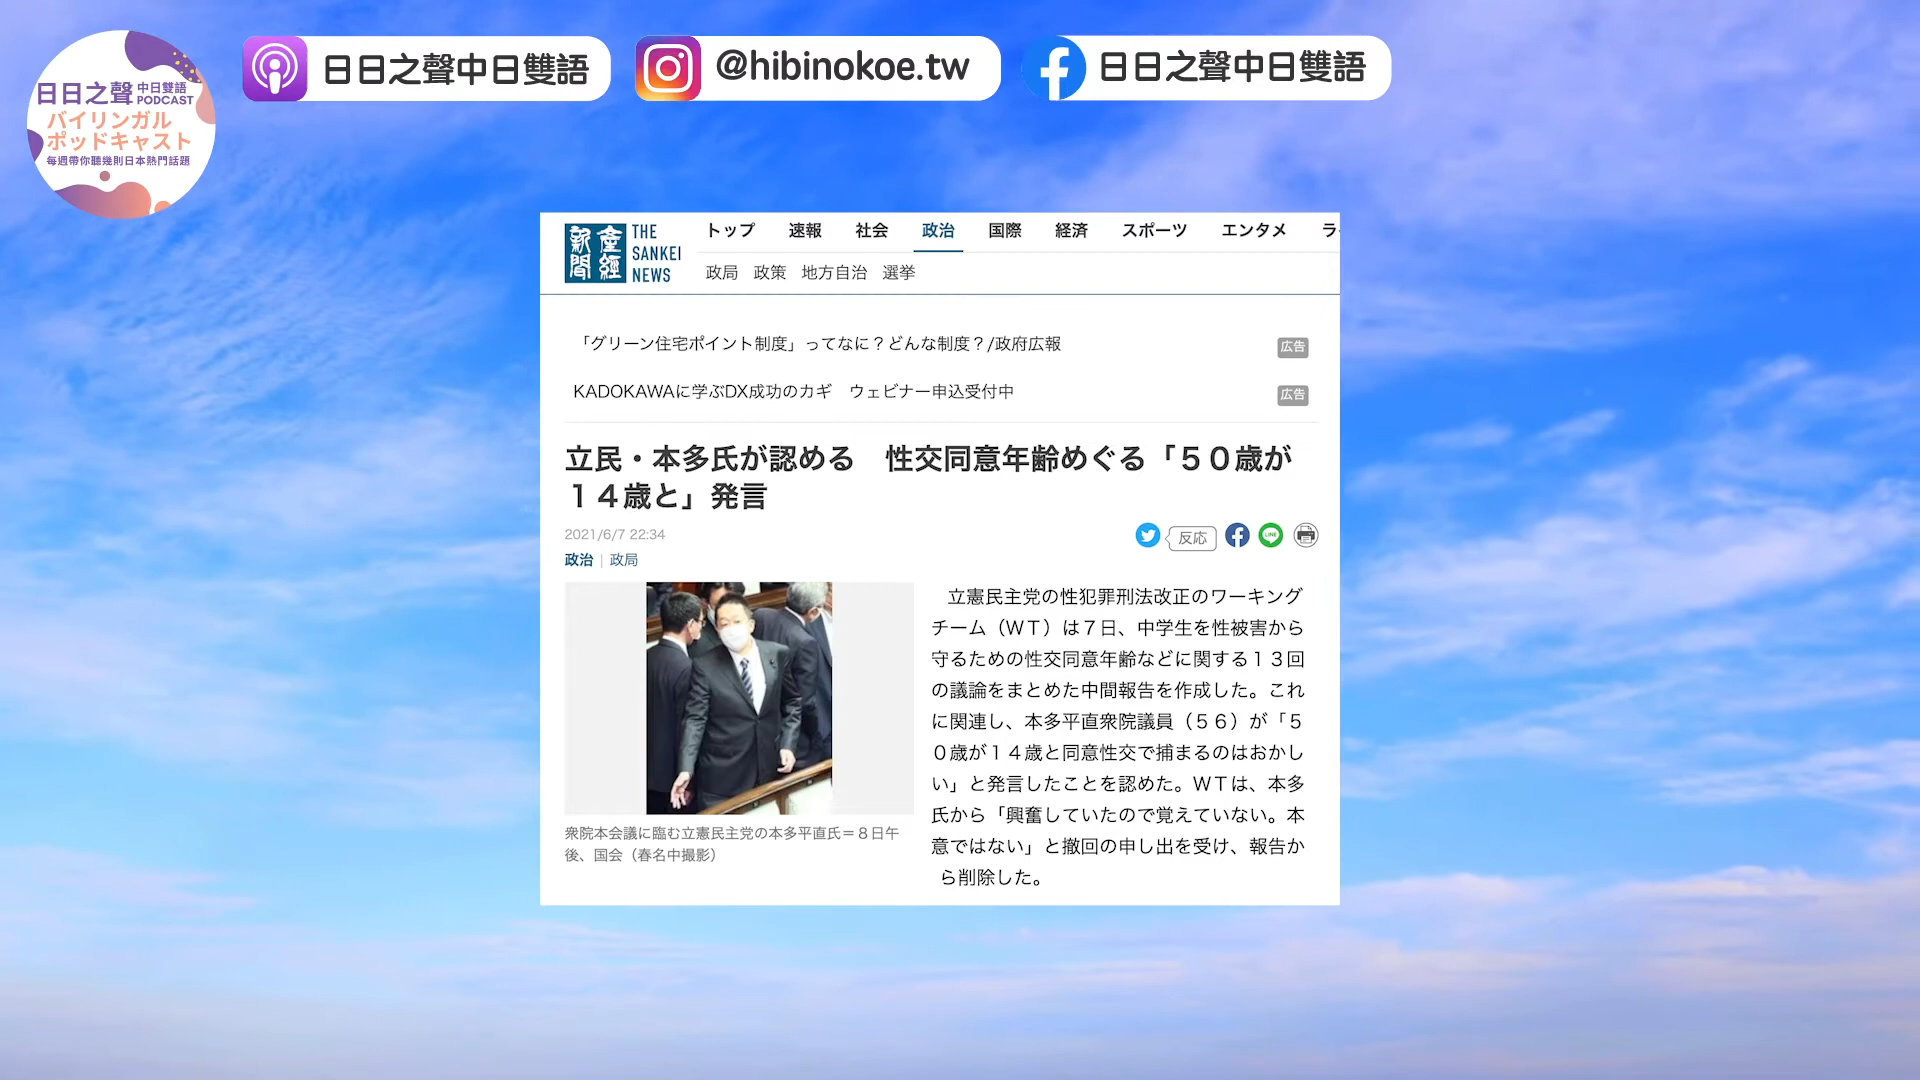 日日之聲 中日雙語 PODCAST
バイリンガル
ポッドキャスト
每週帶你聽幾則日本熱門話題
日日之聲中日雙語
@hibinokoe.tw
日日之聲中日雙語
産經新聞
THE SANKEI NEWS
トップ 速報 社会 政治 国際 経済 スポーツ エンタメ ラ
政局 政策 地方自治 選挙
「グリーン住宅ポイント制度」ってなに？どんな制度？/政府広報 広告
KADOKAWAに学ぶDX成功のカギ ウェビナー申込受付中 広告
立民・本多氏が認める 性交同意年齢めぐる「５０歳が
１４歳と」発言
2021/6/7 22:34
反応
LINE
政治 | 政局
衆院本会議に臨む立憲民主党の本多平直氏＝８日午
後、国会（春名中撮影）
立憲民主党の性犯罪刑法改正のワーキング
チーム（ＷＴ）は７日、中学生を性被害から
守るための性交同意年齢などに関する１３回
の議論をまとめた中間報告を作成した。これ
に関連し、本多平直衆院議員（５６）が「５
０歳が１４歳と同意性交で捕まるのはおかし
い」と発言したことを認めた。ＷＴは、本多
氏から「興奮していたので覚えていない。本
意ではない」と撤回の申し出を受け、報告か
ら削除した。